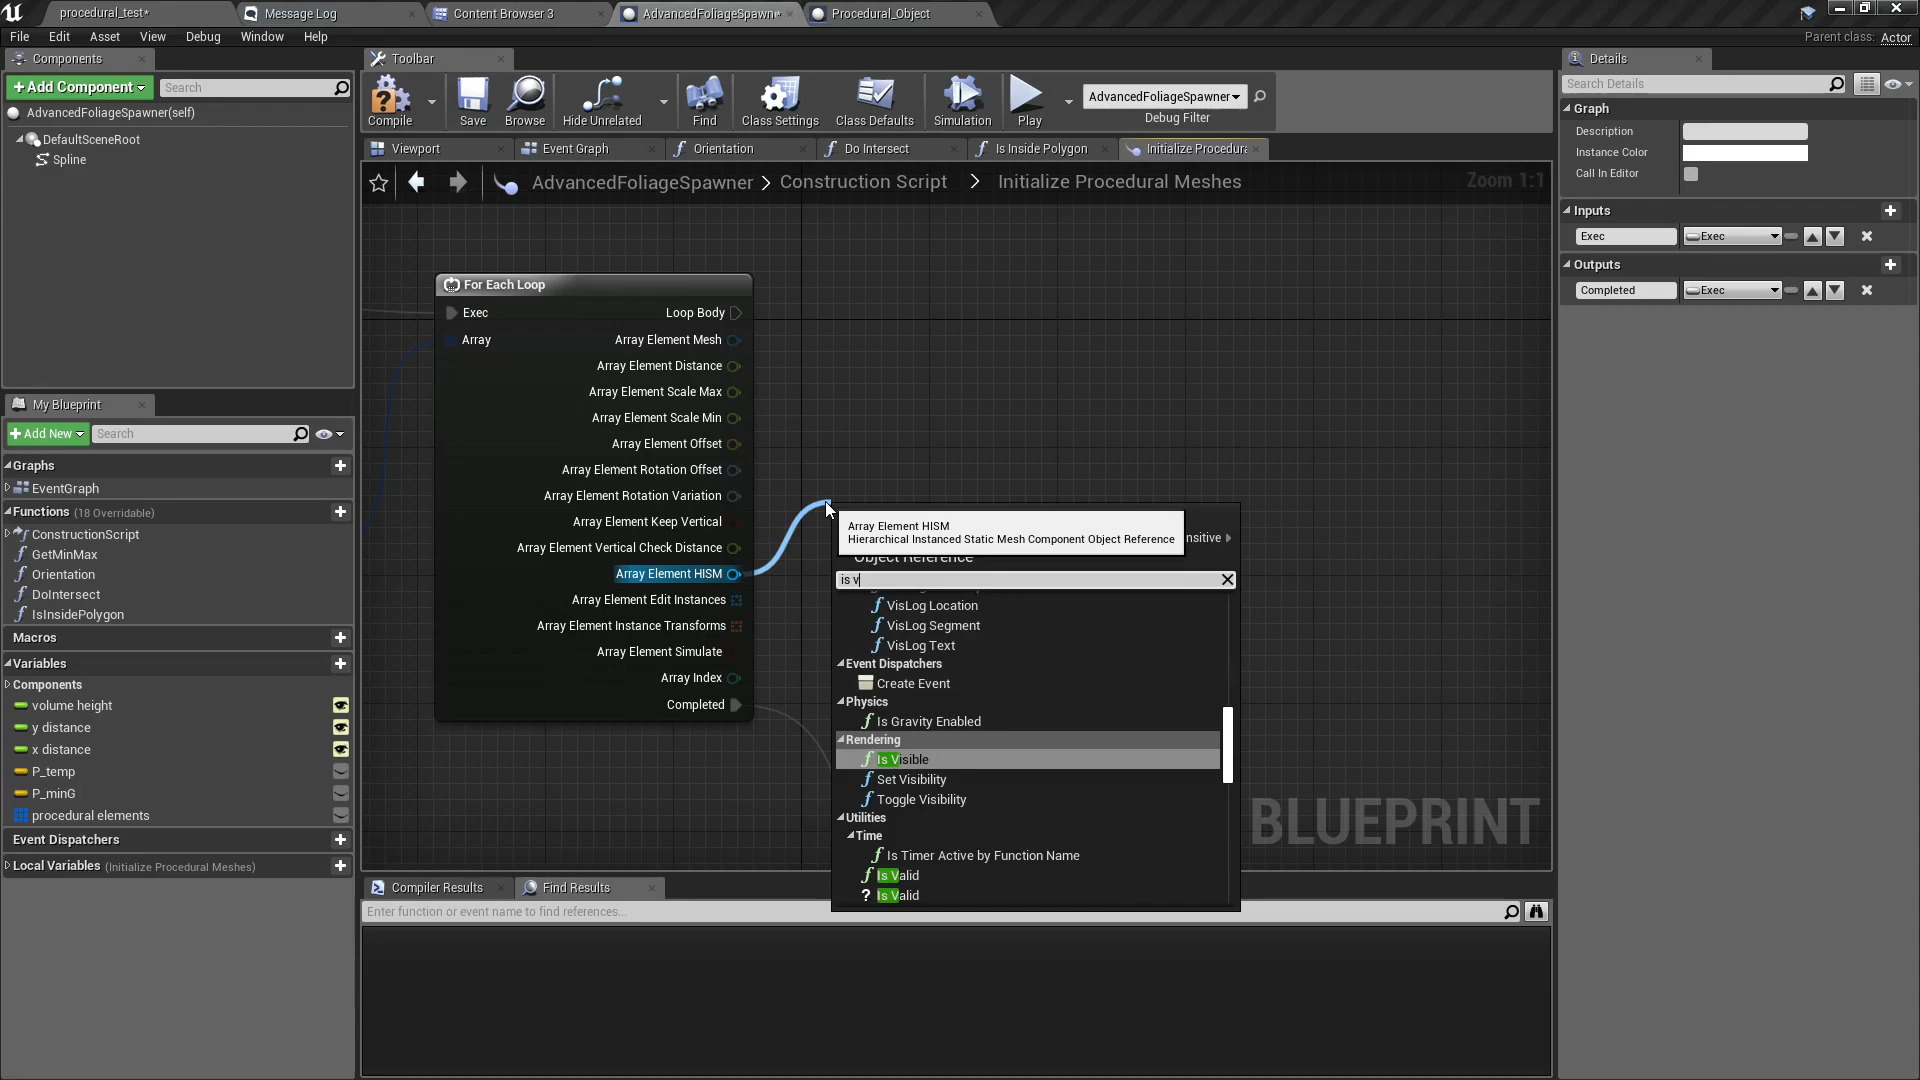 procedural_test*
Message Log
Content Browser 3
AdvancedFoliageSpawn*
Procedural_Object
File Edit Asset View Debug Window Help
Parent class: Actor
Components
+Add Component
Search
AdvancedFoliageSpawner(self)
DefaultSceneRoot
Spline
Toolbar
Compile
Save
Browse
Hide Unrelated
Find
Class Settings
Class Defaults
Simulation
Play
AdvancedFoliageSpawner
Debug Filter
Viewport
Event Graph
Orientation
Do Intersect
Is Inside Polygon
Initialize Procedura
AdvancedFoliageSpawner > Construction Script > Initialize Procedural Meshes
Zoom 1:1
For Each Loop
Exec
Loop Body
Array
Array Element Mesh
Array Element Distance
Array Element Scale Max
Array Element Scale Min
Array Element Offset
Array Element Rotation Offset
Array Element Rotation Variation
Array Element Keep Vertical
Array Element Vertical Check Distance
Array Element HISM
Array Element Edit Instances
Array Element Instance Transforms
Array Element Simulate
Array Index
Completed
Array Element HISM
Hierarchical Instanced Static Mesh Component Object Reference
nsitive
Object Reference
is v
VisLog Location
VisLog Segment
VisLog Text
Event Dispatchers
Create Event
Physics
Is Gravity Enabled
Rendering
Is Visible
Set Visibility
Toggle Visibility
Utilities
Time
Is Timer Active by Function Name
Is Valid
? Is Valid
BLUEPRINT
My Blueprint
+Add New
Search
Graphs
EventGraph
Functions (18 Overridable)
ConstructionScript
GetMinMax
Orientation
DoIntersect
IsInsidePolygon
Macros
Variables
Components
volume height
y distance
x distance
P_temp
P_minG
procedural elements
Event Dispatchers
Local Variables (Initialize Procedural Meshes)
Compiler Results
Find Results
Enter function or event name to find references...
Details
Search Details
Graph
Description
Instance Color
Call In Editor
Inputs
Exec
Exec
Outputs
Completed
Exec